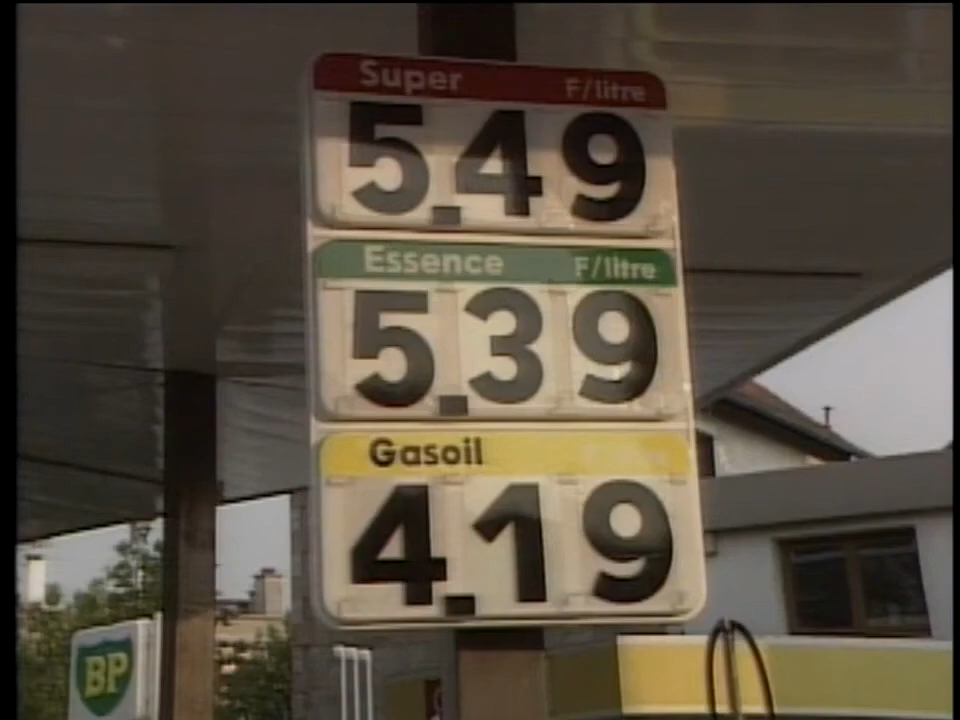 Super F/litre
5.49
Essence F/litre
5.39
Gasoil
4.19
BP